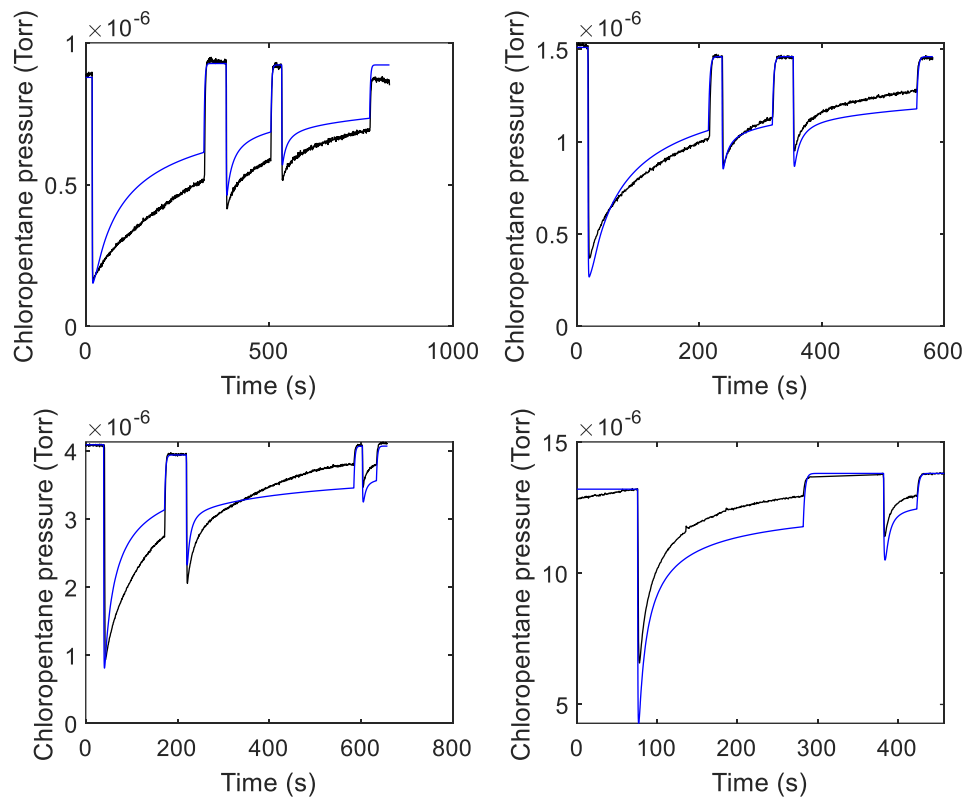 ×10⁻⁶
1
0.5
0
Chloropentane pressure (Torr)
0 500 1000
Time (s)
×10⁻⁶
1.5
1
0.5
0
Chloropentane pressure (Torr)
0 200 400 600
Time (s)
×10⁻⁶
4
3
2
1
0
Chloropentane pressure (Torr)
0 200 400 600 800
Time (s)
×10⁻⁶
15
10
5
Chloropentane pressure (Torr)
0 100 200 300 400
Time (s)